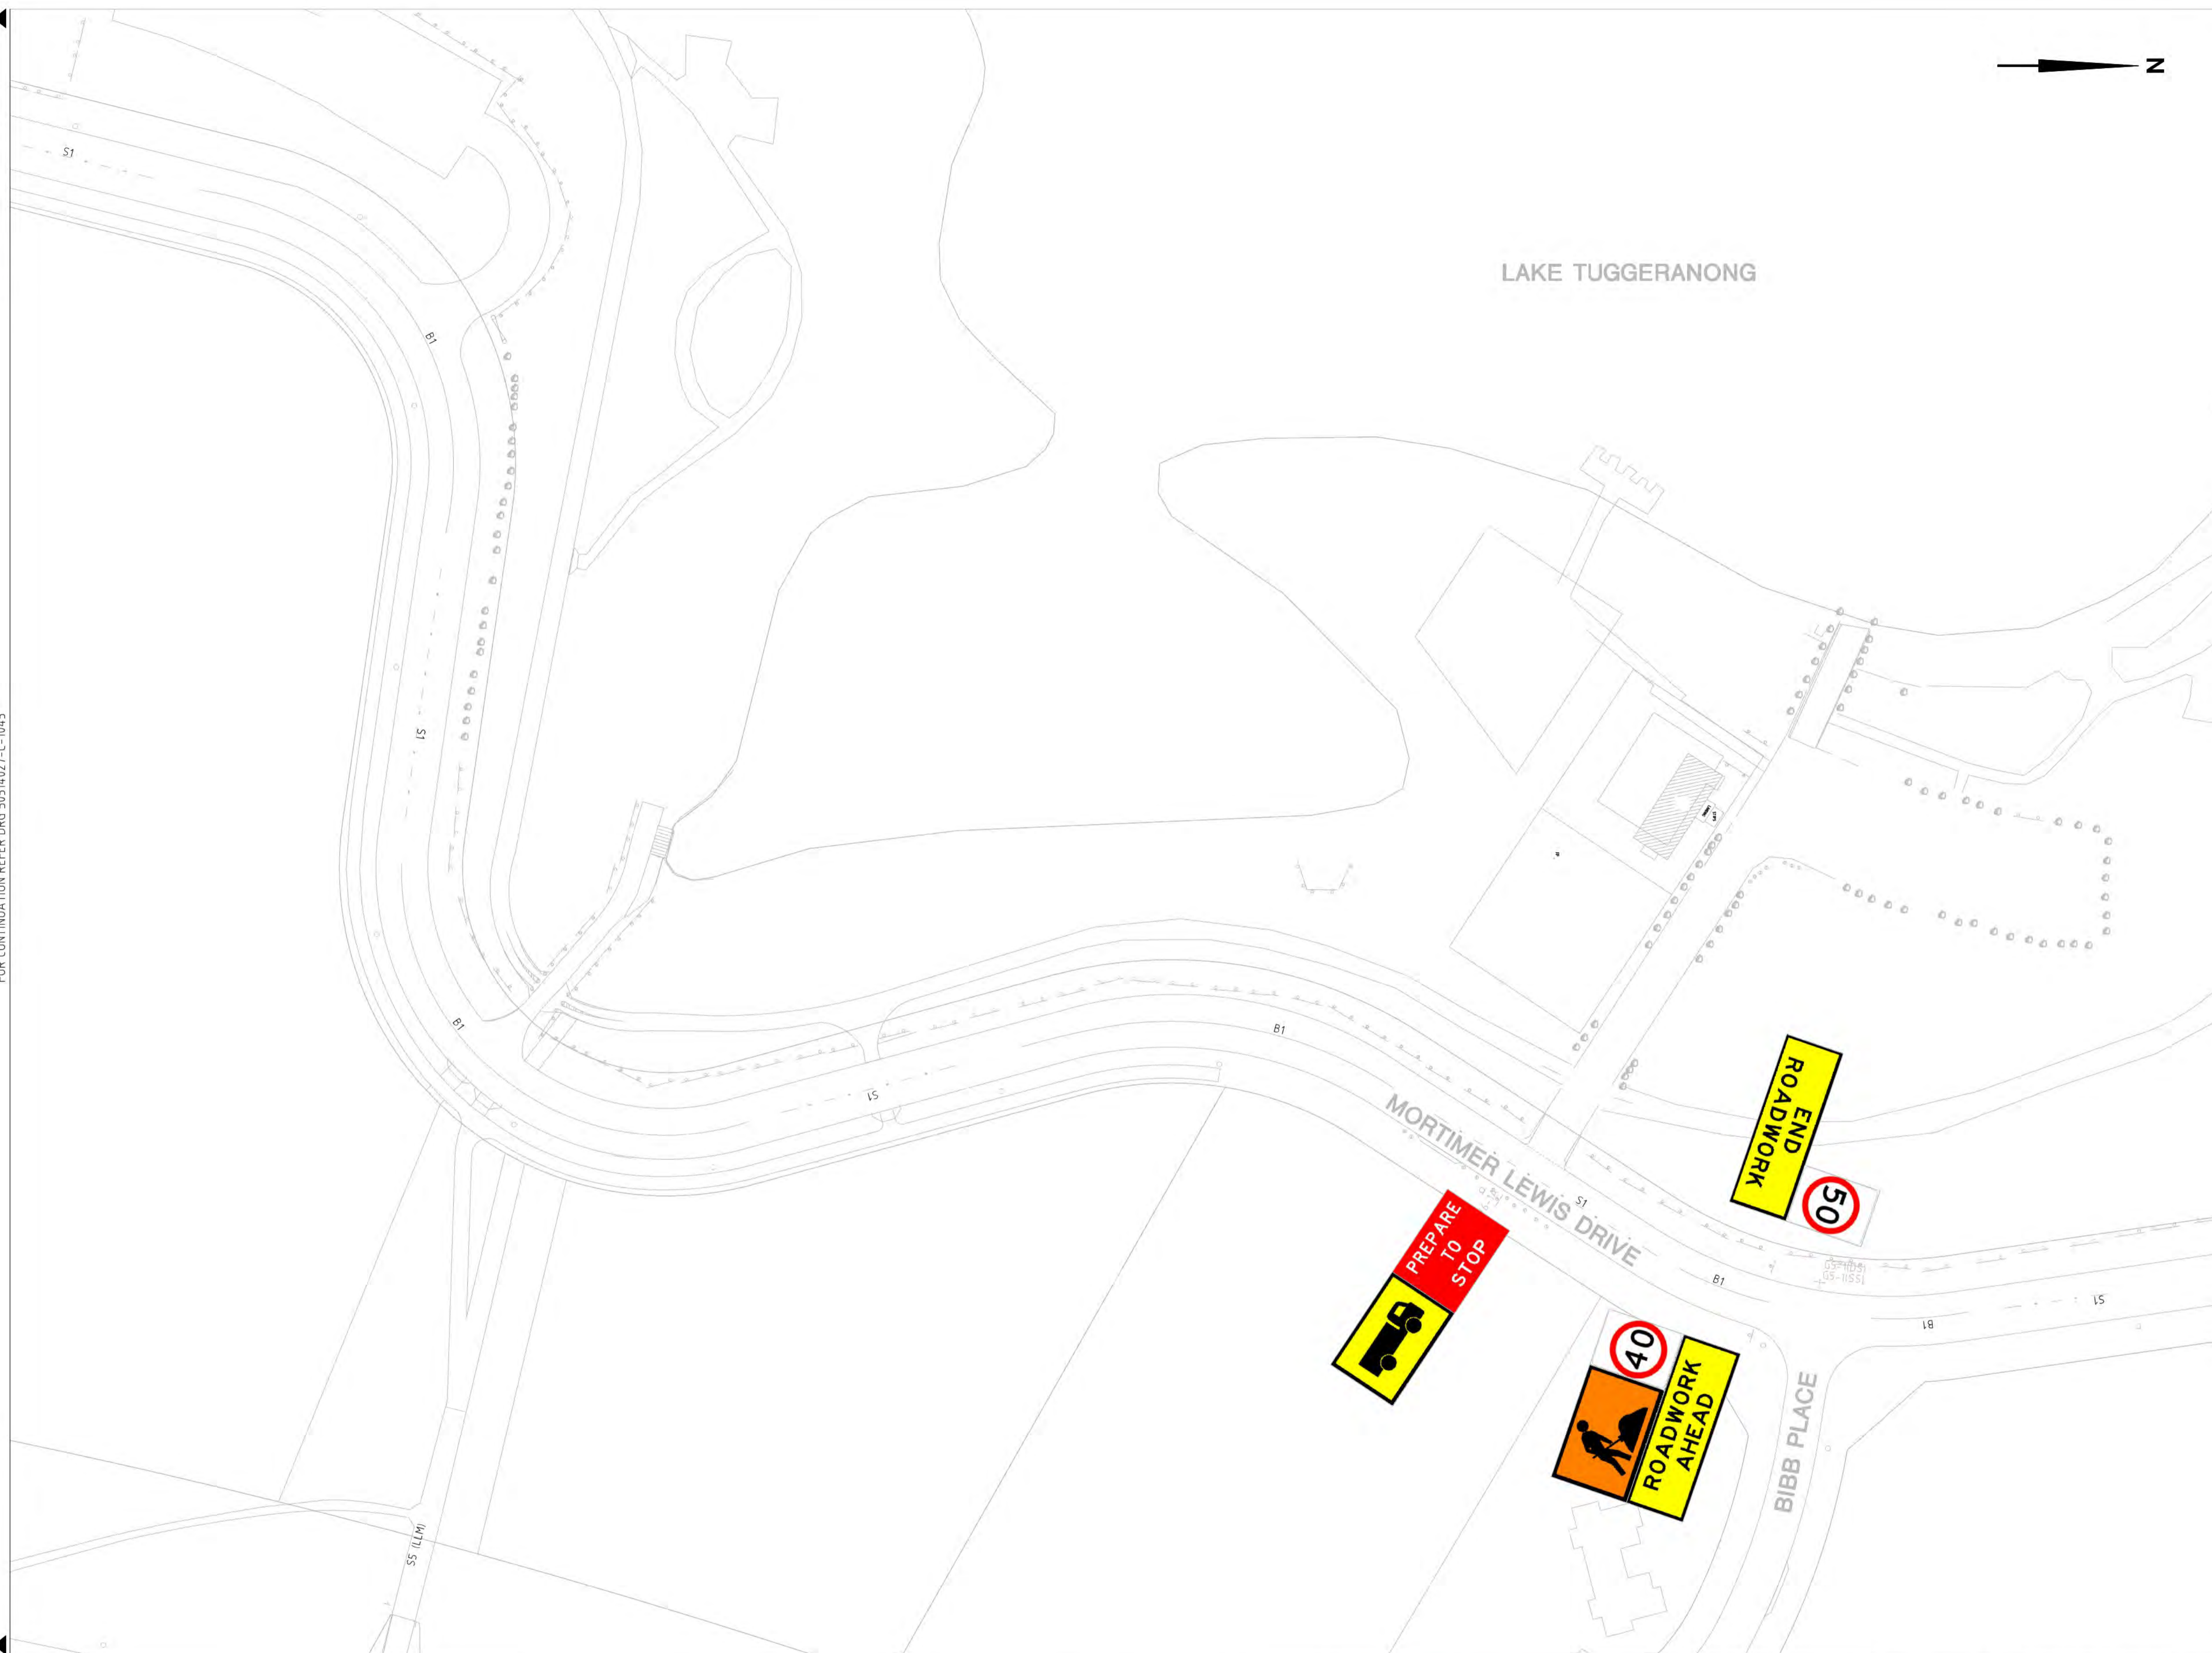 N
S1
B1
LAKE TUGGERANONG
S1
B1
S1
B1
MORTIMER LEWIS DRIVE
S1
B1
B1
S1
END
ROADWORK
50
PREPARE
TO
STOP
40
ROADWORK
AHEAD
BIBB PLACE
S5 (LLM)